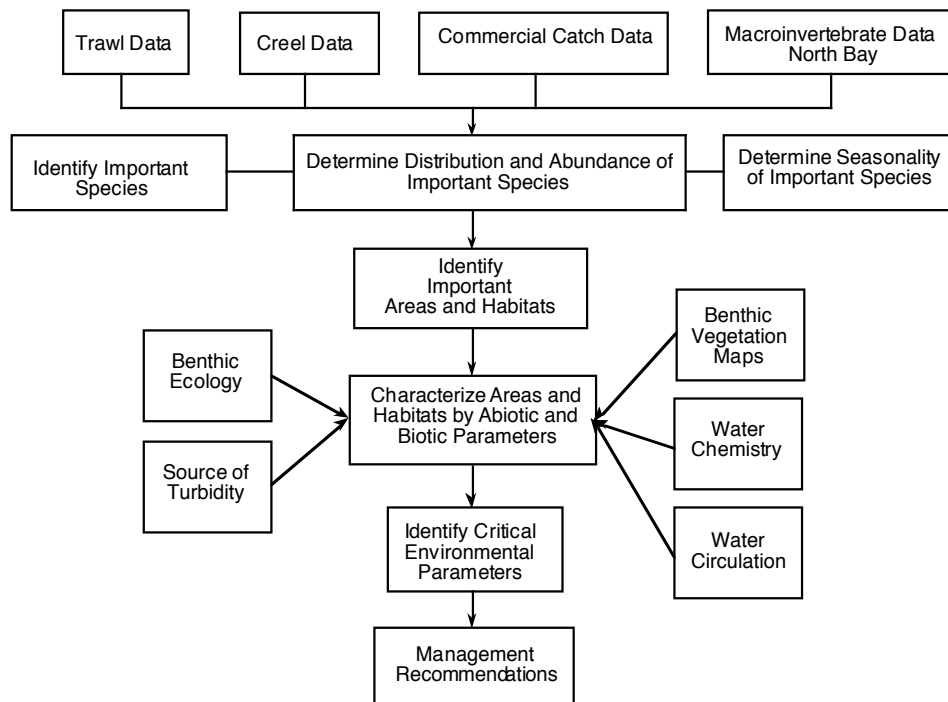 Trawl Data
Creel Data
Commercial Catch Data
Macroinvertebrate Data
North Bay
Identify Important
Species
Determine Distribution and Abundance of
Important Species
Determine Seasonality
of Important Species
Identify
Important
Areas and Habitats
Benthic
Ecology
Benthic
Vegetation
Maps
Characterize Areas and
Habitats by Abiotic and
Biotic Parameters
Source of
Turbidity
Water
Chemistry
Identify Critical
Environmental
Parameters
Water
Circulation
Management
Recommendations